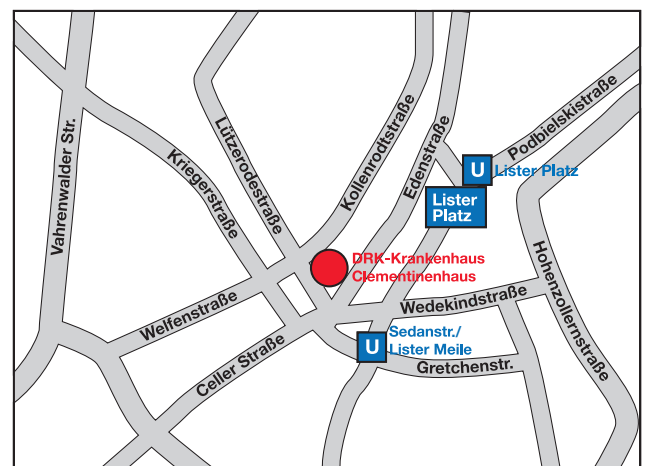 Vahrenwalder Str.
Kriegerstraße
Lützerodestraße
Kollenrodtstraße
Edenstraße
Podbielskistraße
U
Lister Platz
Lister
Platz
DRK-Krankenhaus
Clementinenhaus
Hohenzollernstraße
Welfenstraße
Wedekindstraße
Celler Straße
U
Sedanstr./
Lister Meile
Gretchenstr.